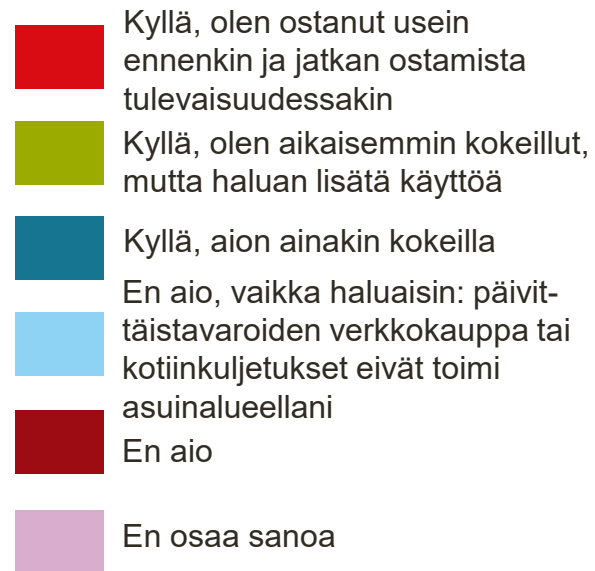 Kyllä, olen ostanut usein
ennenkin ja jatkan ostamista
tulevaisuudessakin
Kyllä, olen aikaisemmin kokeillut,
mutta haluan lisätä käyttöä
Kyllä, aion ainakin kokeilla
En aio, vaikka haluaisin: päivit-
täistavaroiden verkkokauppa tai
kotiinkuljetukset eivät toimi
asuinalueellani
En aio
En osaa sanoa